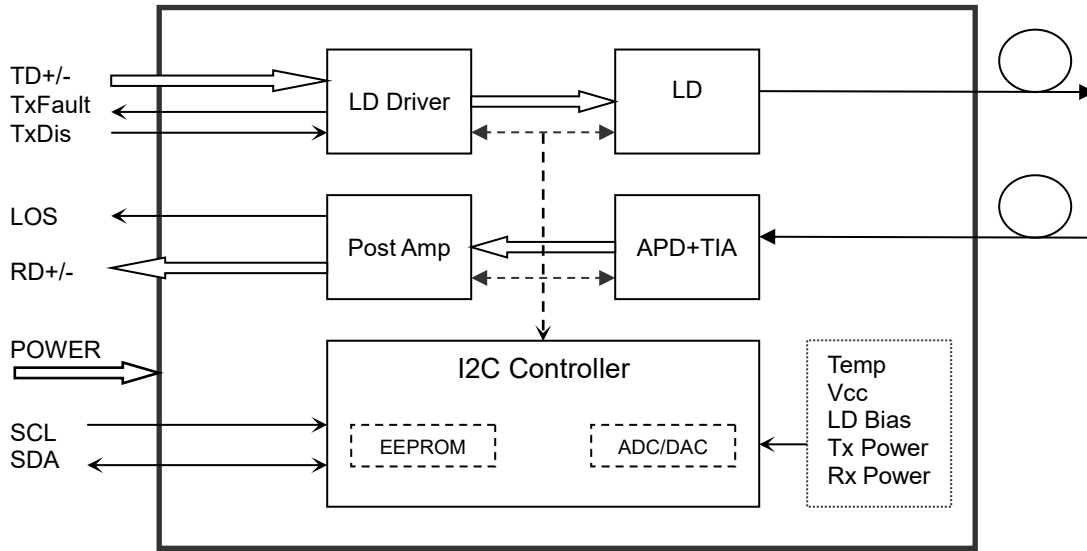 TD+/-
TxFault
TxDis
LD Driver
LD
LOS
RD+/-
Post Amp
APD+TIA
POWER
SCL
SDA
I2C Controller
EEPROM
ADC/DAC
Temp
Vcc
LD Bias
Tx Power
Rx Power